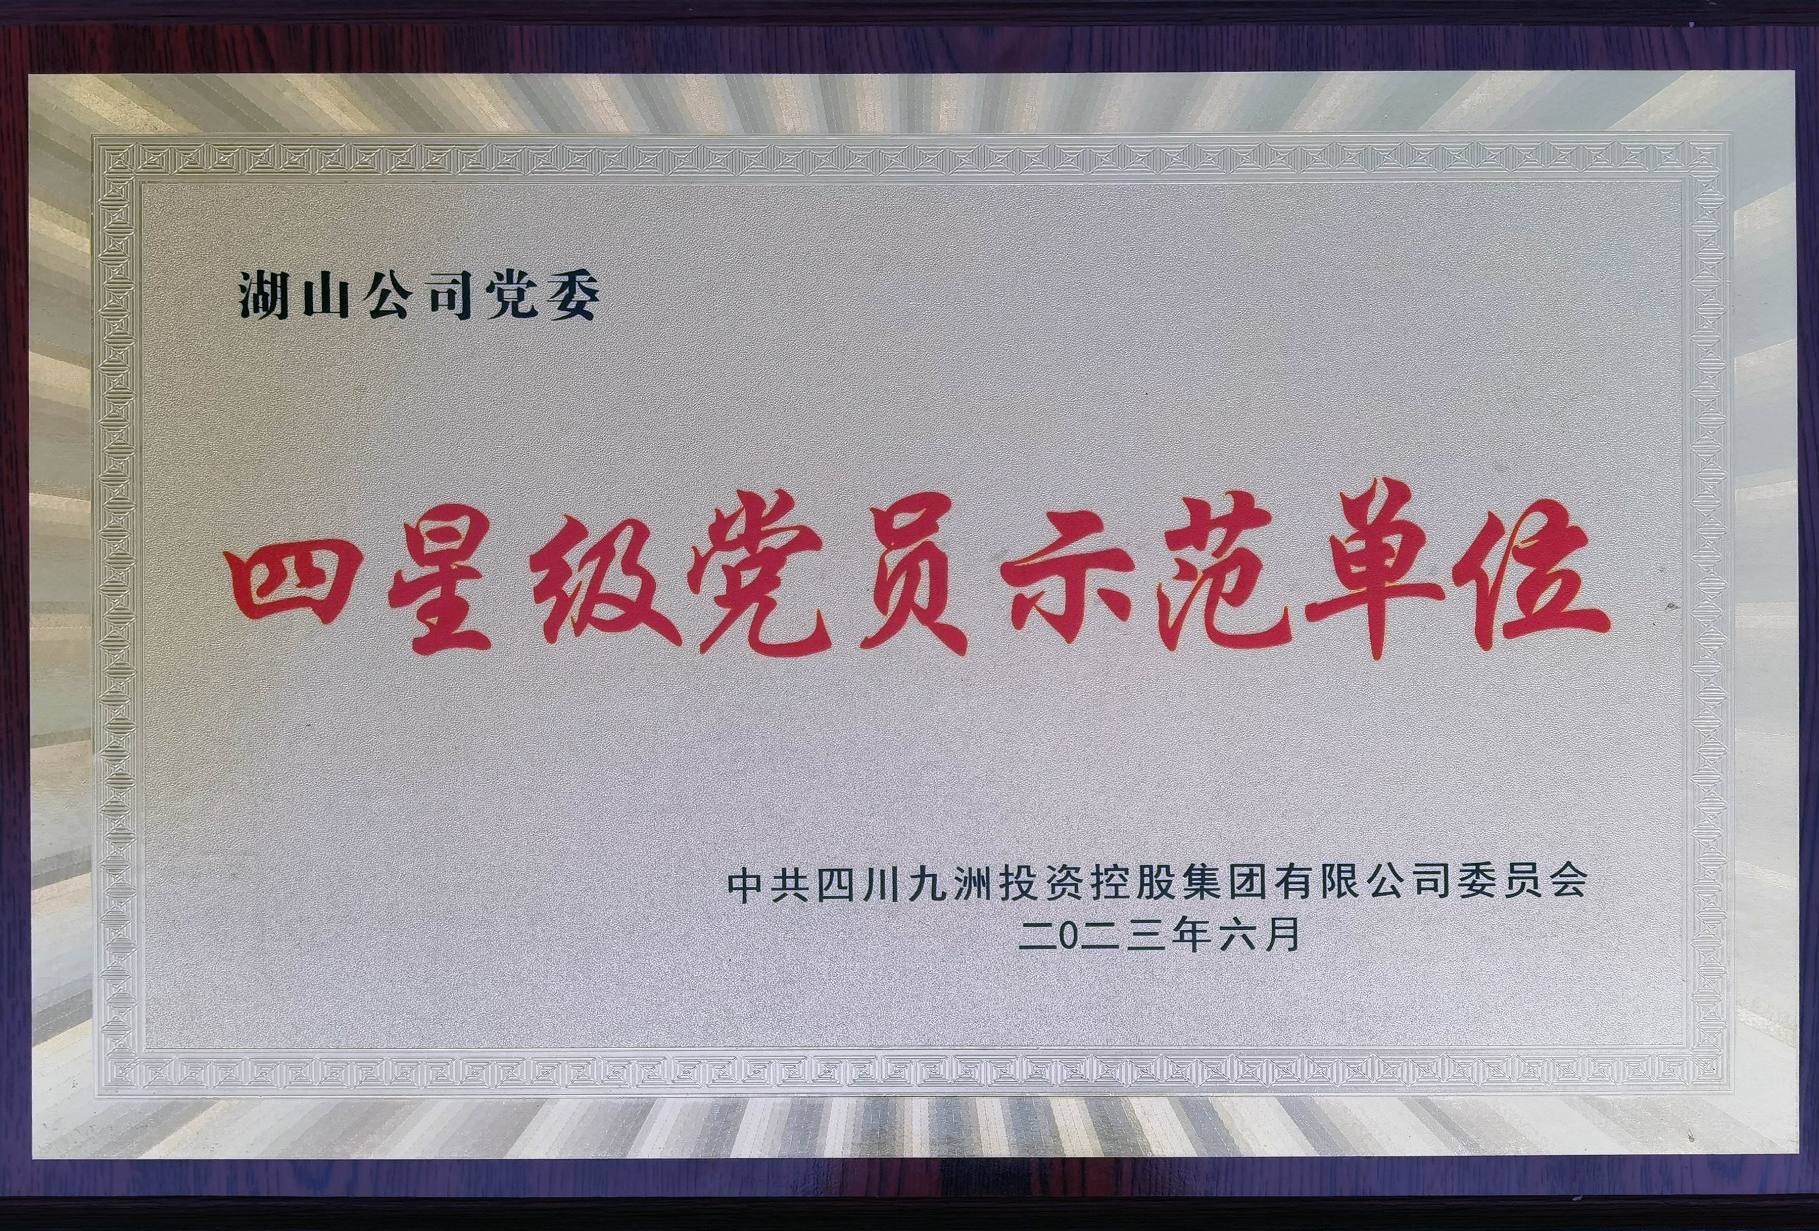 湖山公司党委
四星级党员示范单位
中共四川九洲投资控股集团有限公司委员会
二0二三年六月